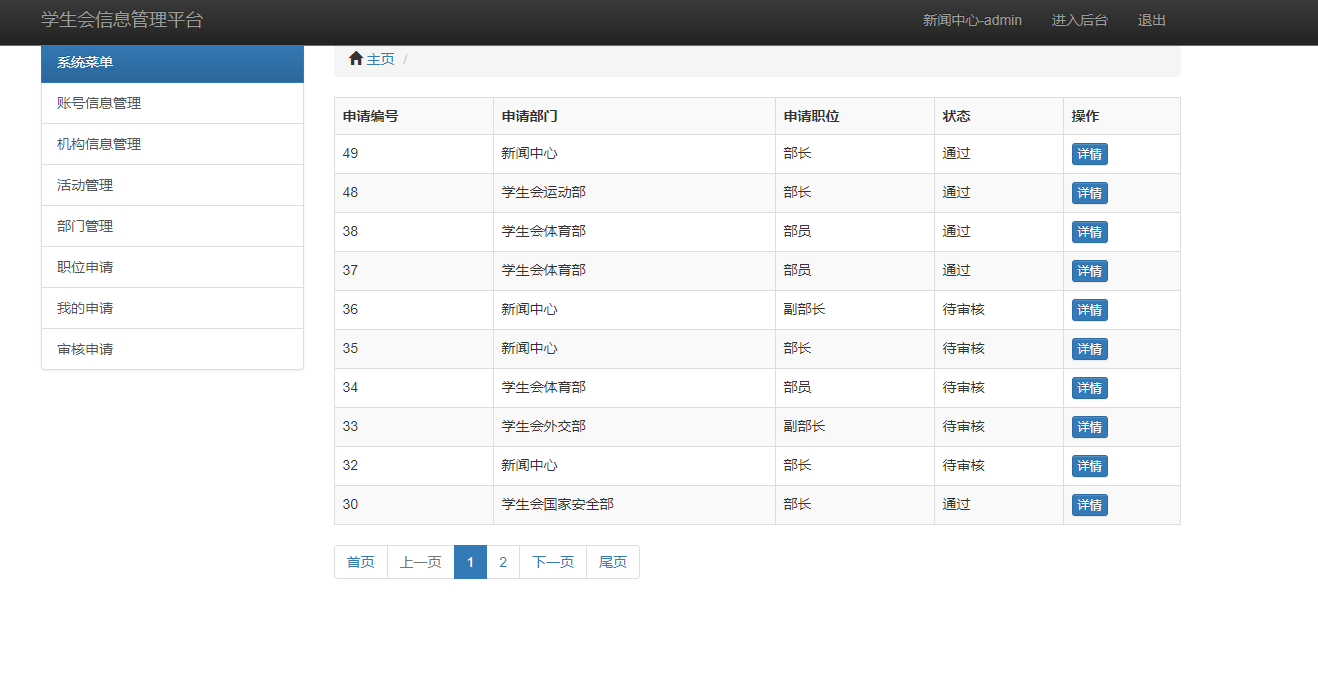 学生会信息管理平台 新闻中心-admin 进入后台 退出
系统菜单
账号信息管理
机构信息管理
活动管理
部门管理
职位申请
我的申请
审核申请
主页 /
申请编号 申请部门 申请职位 状态 操作
49 新闻中心 部长 通过 详情
48 学生会运动部 部长 通过 详情
38 学生会体育部 部员 通过 详情
37 学生会体育部 部员 通过 详情
36 新闻中心 副部长 待审核 详情
35 新闻中心 部长 待审核 详情
34 学生会体育部 部员 待审核 详情
33 学生会外交部 副部长 待审核 详情
32 新闻中心 部长 待审核 详情
30 学生会国家安全部 部长 通过 详情
首页 上一页 1 2 下一页 尾页